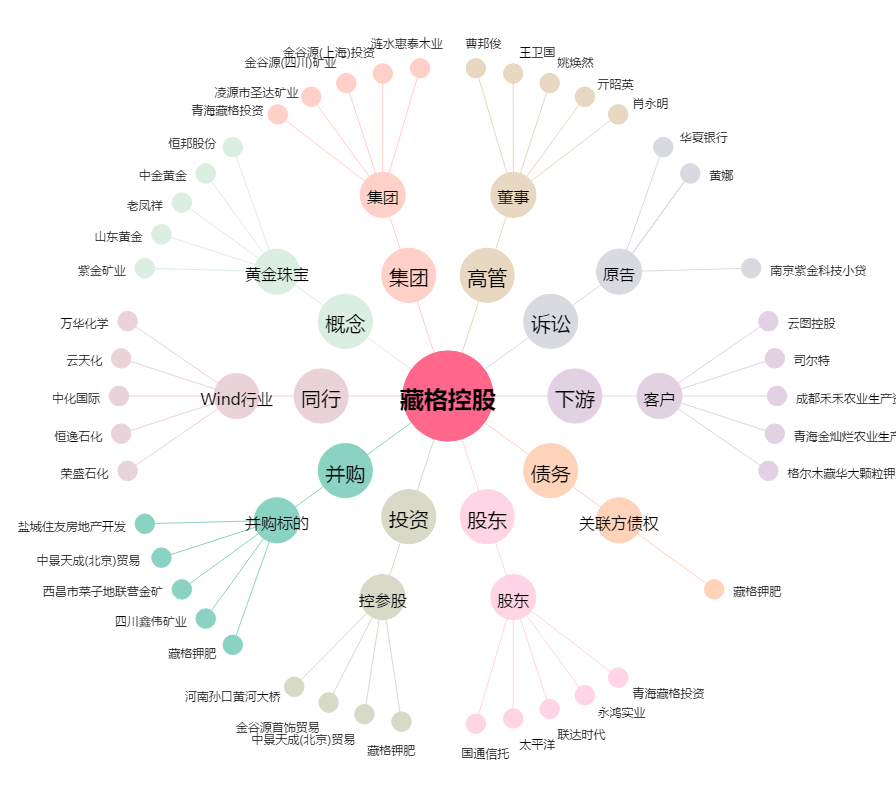 涟水惠泰木业
曹邦俊
金谷源(上海)投资
王卫国
金谷源(四川)矿业
姚焕然
凌源市圣达矿业
亓昭英
青海藏格投资
肖永明
恒邦股份
华夏银行
中金黄金
黄娜
老凤祥
集团
董事
山东黄金
紫金矿业
黄金珠宝
集团
高管
原告
南京紫金科技小贷
万华化学
概念
诉讼
云图控股
云天化
司尔特
中化国际
Wind行业
同行
藏格控股
下游
客户
成都禾禾农业生产
恒逸石化
青海金灿烂农业生产
荣盛石化
并购
债务
格尔木藏华大颗粒钾
盐城住友房地产开发
并购标的
投资
股东
关联方债权
中景天成(北京)贸易
西昌市菜子地联营金矿
控参股
股东
藏格钾肥
四川鑫伟矿业
藏格钾肥
河南孙口黄河大桥
青海藏格投资
金谷源首饰贸易
永鸿实业
中景天成(北京)贸易
联达时代
藏格钾肥
太平洋
国通信托